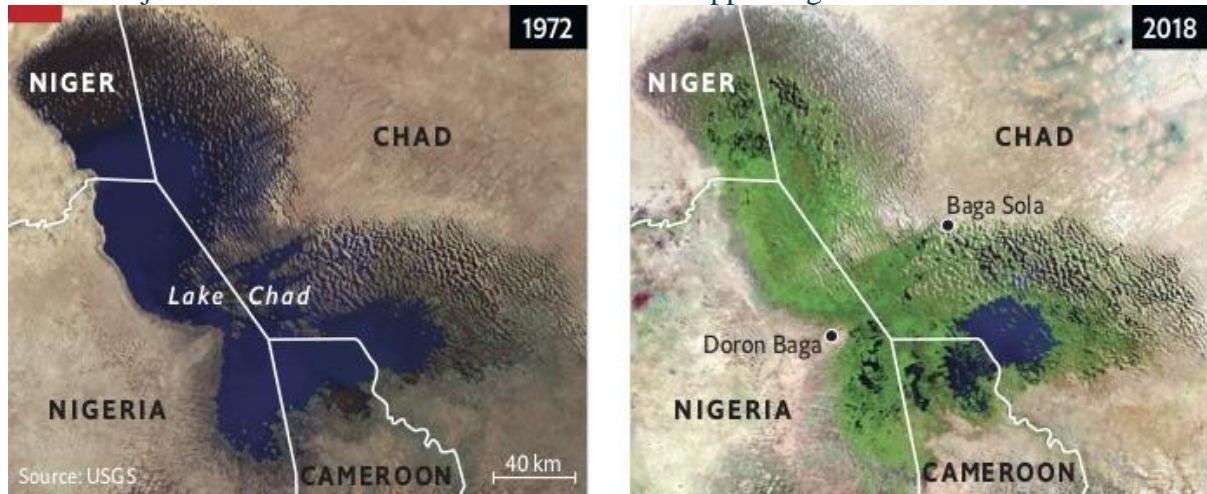 1972
NIGER
CHAD
Lake Chad
NIGERIA
CAMEROON
Source: USGS
40 km
2018
NIGER
CHAD
Baga Sola
Doron Baga
NIGERIA
CAMEROON